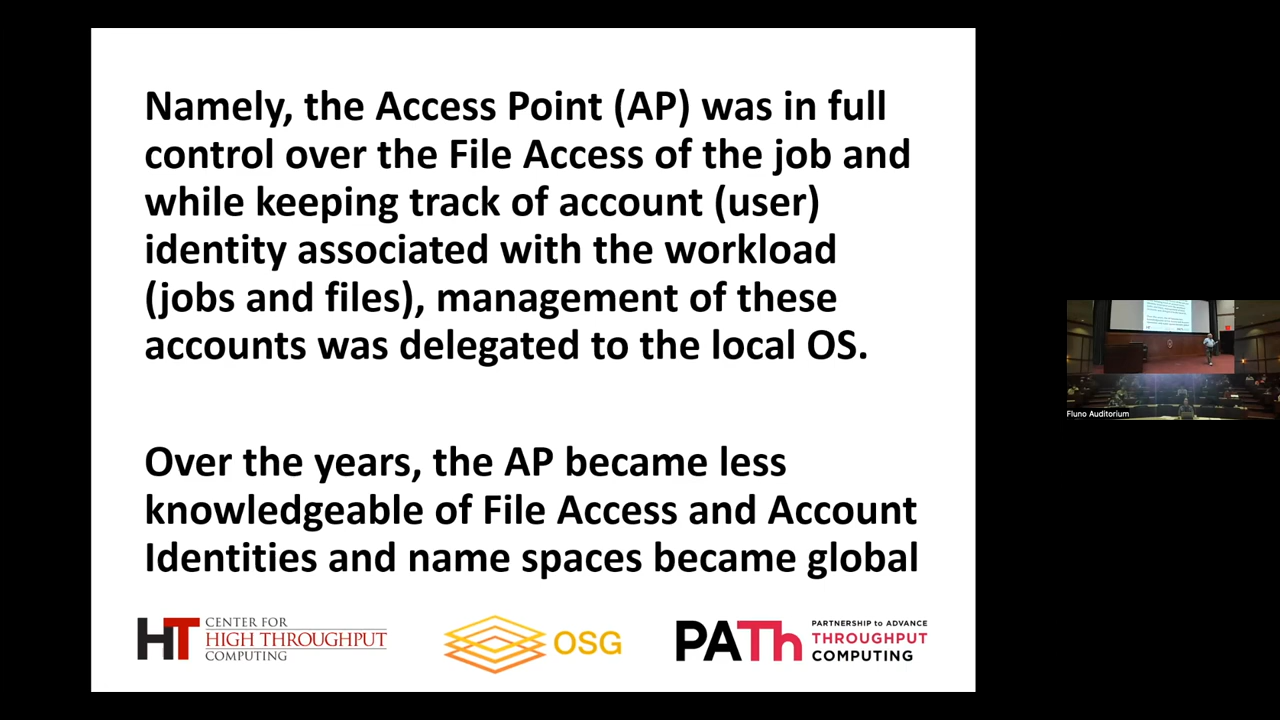 Namely, the Access Point (AP) was in full
control over the File Access of the job and
while keeping track of account (user)
identity associated with the workload
(jobs and files), management of these
accounts was delegated to the local OS.
Over the years, the AP became less
knowledgeable of File Access and Account
Identities and name spaces became global
HT
CENTER FOR
HIGH THROUGHPUT
COMPUTING
OSG
PATh
PARTNERSHIP to ADVANCE
THROUGHPUT
COMPUTING
Fluno Auditorium